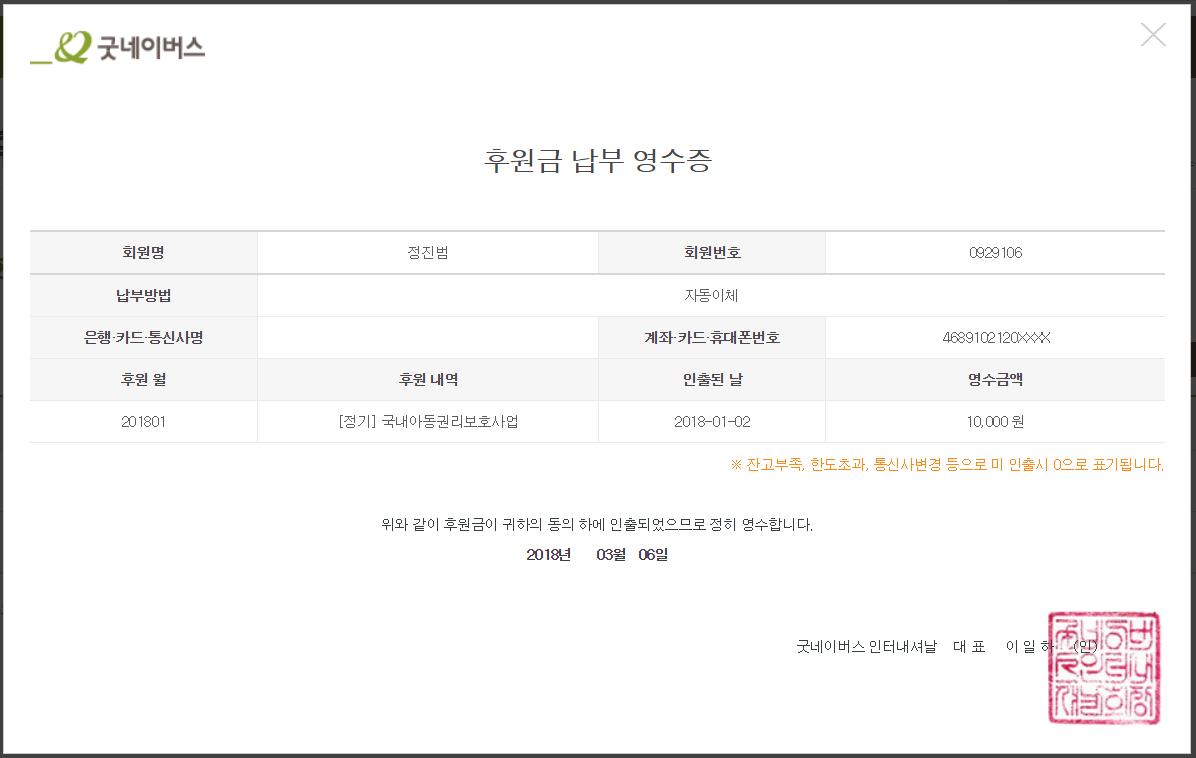 굿네이버스
후원금 납부 영수증
회원명 정진범 회원번호 0929106
납부방법 자동이체
은행·카드·통신사명 계좌·카드·휴대폰번호 4689102120XXXX
후원 월 후원 내역 인출된 날 영수금액
201801 [정기] 국내아동권리보호사업 2018-01-02 10,000 원
※ 잔고부족, 한도초과, 통신사변경 등으로 미 인출시 0으로 표기됩니다.
위와 같이 후원금이 귀하의 동의 하에 인출되었으므로 정히 영수합니다.
2018년 03월 06일
굿네이버스 인터내셔날 대 표 이 일 하 (인)